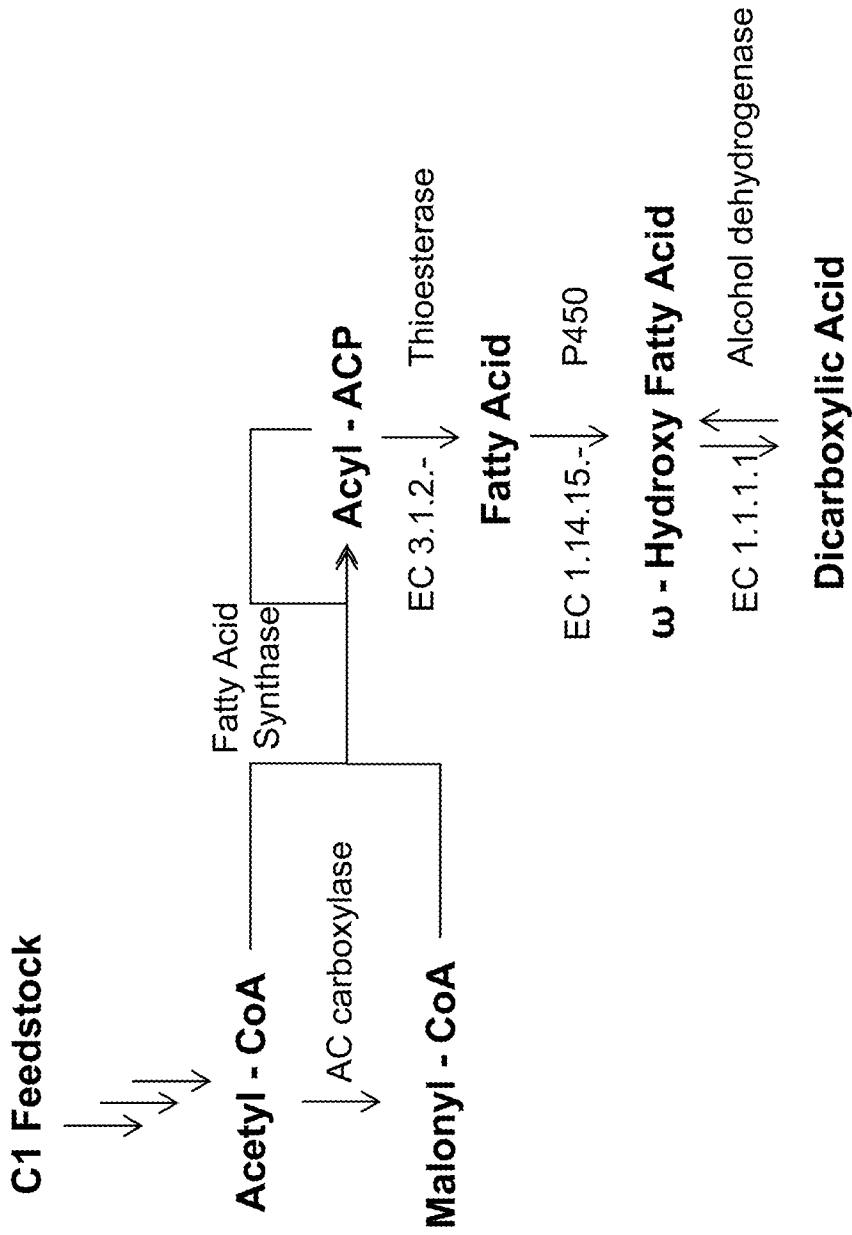 C1 Feedstock
Acetyl - CoA
AC carboxylase
Malonyl - CoA
Fatty Acid
Synthase
Acyl - ACP
EC 3.1.2.-
Thioesterase
Fatty Acid
EC 1.14.15.-
P450
ω - Hydroxy Fatty Acid
EC 1.1.1.1.1
Alcohol dehydrogenase
Dicarboxylic Acid